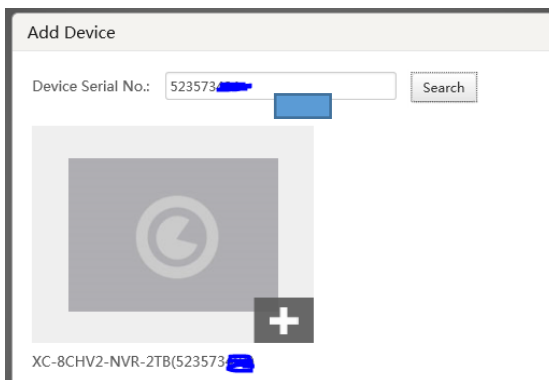 Add Device
Device Serial No.: 523573 Search
XC-8CHV2-NVR-2TB(523573